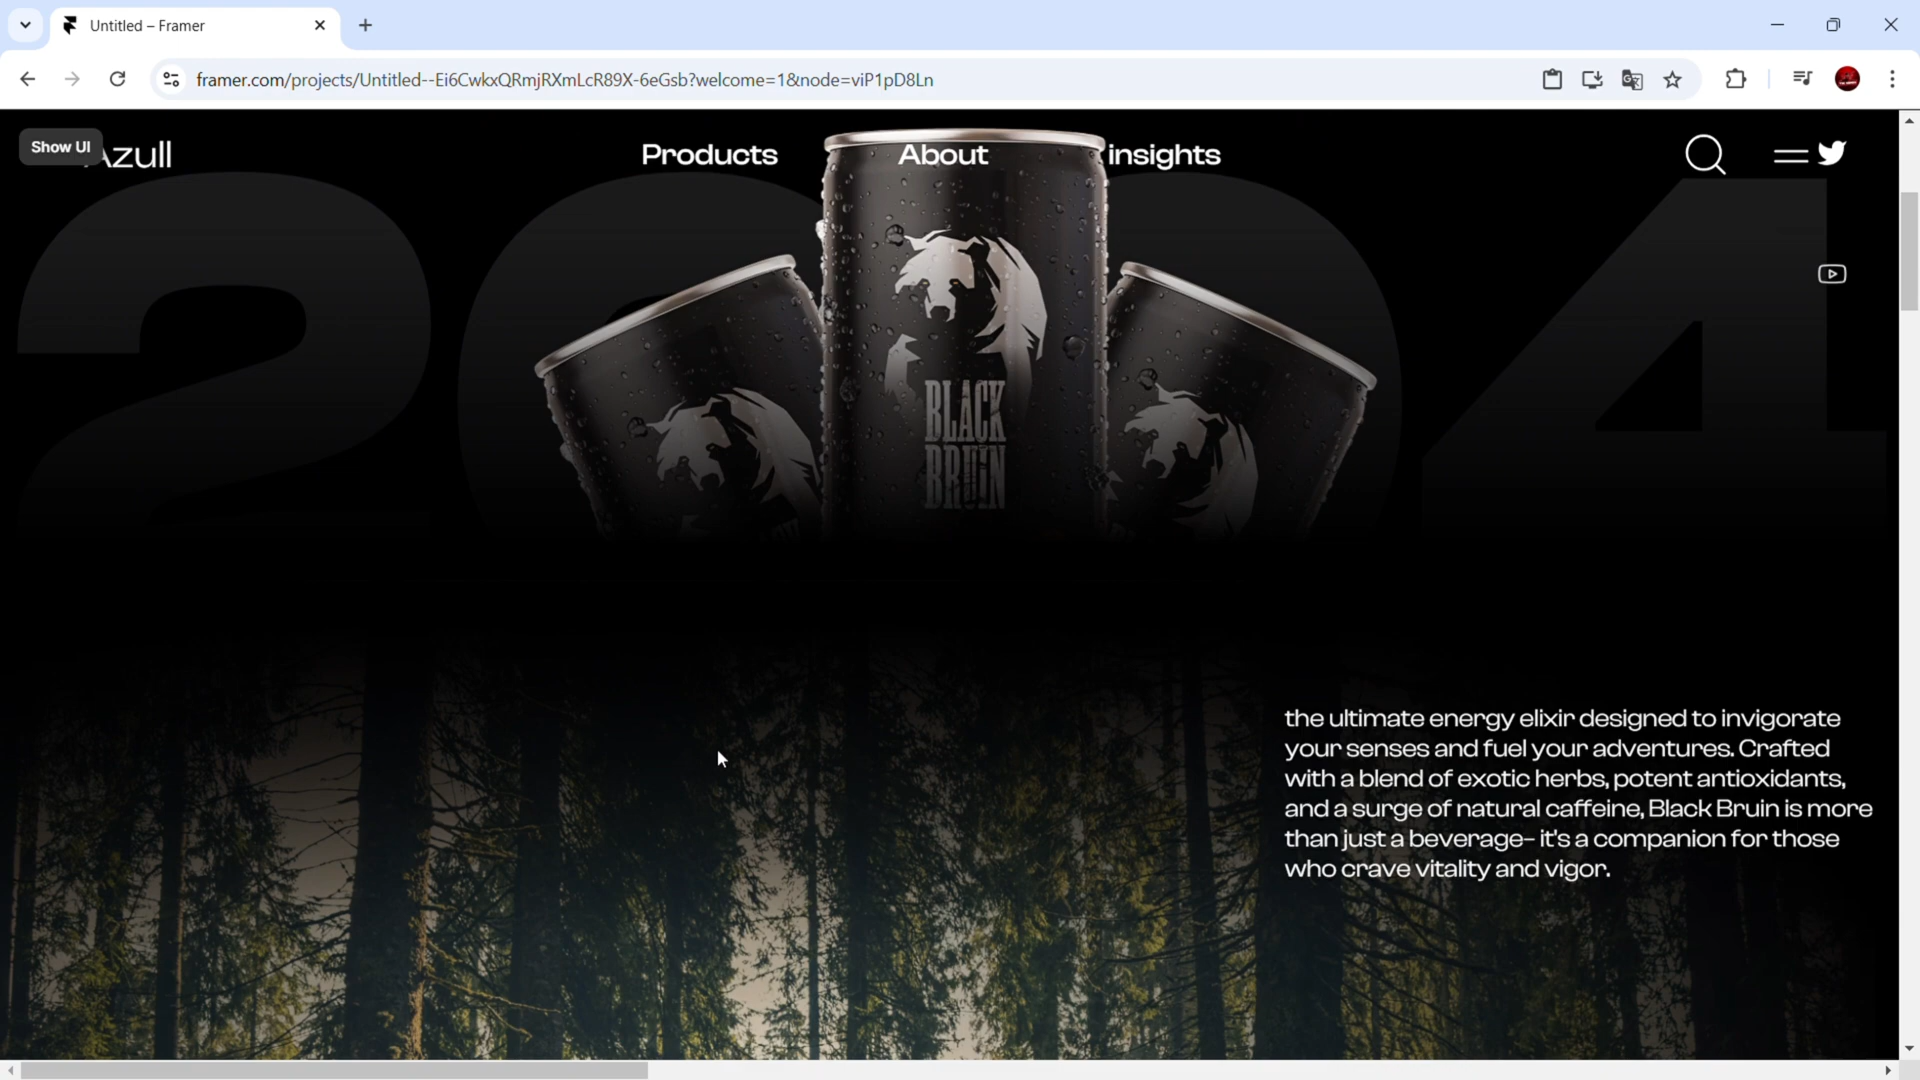 Untitled – Framer
framer.com/projects/Untitled--Ei6CwkxQRmjRXmLcR89X-6eGsb?welcome=1&node=viP1pD8Ln
Show UI
Azull
Products
About
insights
2024
BLACK
BRUIN
the ultimate energy elixir designed to invigorate
your senses and fuel your adventures. Crafted
with a blend of exotic herbs, potent antioxidants,
and a surge of natural caffeine, Black Bruin is more
than just a beverage– it's a companion for those
who crave vitality and vigor.